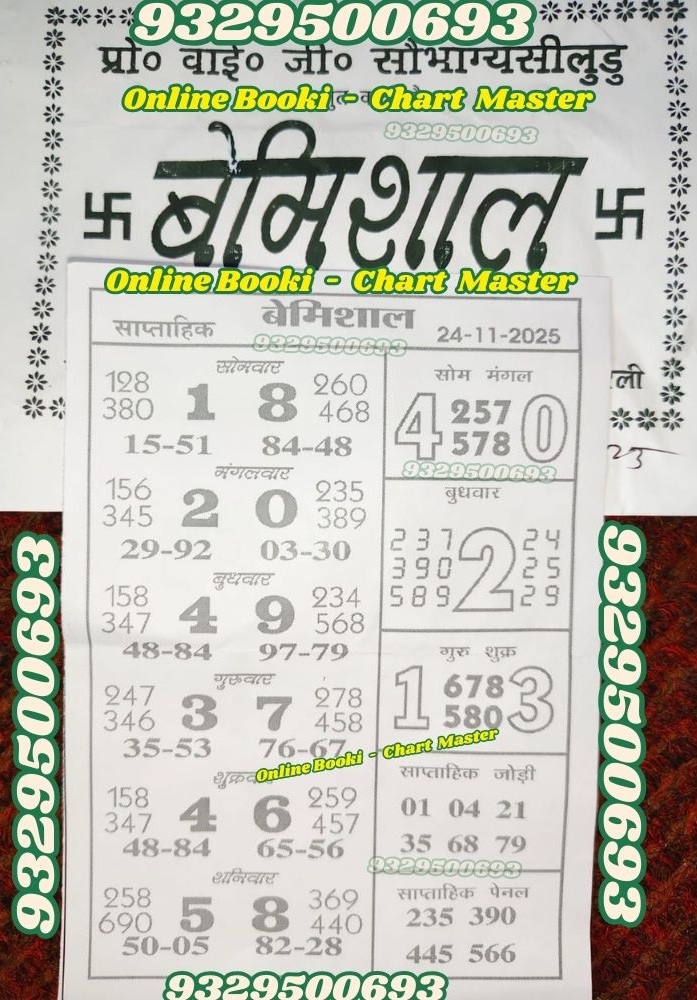 9329500693
प्रो० वाई० जी० सौभाग्यसीलुडु
Online Booki - Chart Master
9329500693
卐 बेमिशाल 卐
Online Booki - Chart Master
साप्ताहिक बेमिशाल 24-11-2025
9329500693
सोमवार
128 1 8 260
380 468
15-51 84-48
मंगलवार
156 2 0 235
345 389
29-92 03-30
बुधवार
158 4 9 234
347 568
48-84 97-79
गुरुवार
247 3 7 278
346 458
35-53 76-67
Online Booki - Chart Master
158 4 6 259
347 457
48-84 65-56
शनिवार
258 5 8 369
690 440
50-05 82-28
सोम मंगल
4 257 0
578
9329500693
बुधवार
237 2 24
390 25
589 29
गुरु शुक्र
1 678 3
580
साप्ताहिक जोड़ी
01 04 21
35 68 79
9329500693
साप्ताहिक पेनल
235 390
445 566
ली
25
9329500693
9329500693
9329500693